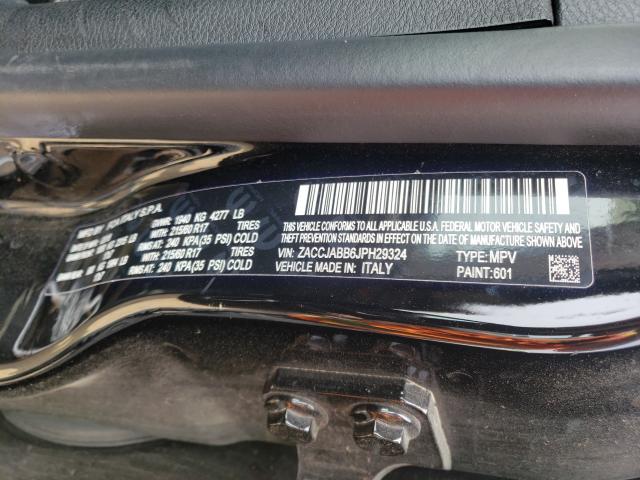 ITALY S.P.A.
GVWR: 1940 KG 4277 LB
WITH: 215/60 R17 TIRES
RIMS AT: 240 KPA(35 PSI) COLD
WITH: 215/60 R17 TIRES
RIMS AT: 240 KPA(35 PSI) COLD
THIS VEHICLE CONFORMS TO ALL APPLICABLE U.S.A. FEDERAL MOTOR VEHICLE SAFETY AND
THEFT PREVENTION STANDARDS IN EFFECT ON THE DATE OF MANUFACTURE SHOWN ABOVE.
VIN: ZACCJABB6JPH29324 TYPE: MPV
VEHICLE MADE IN: ITALY PAINT: 601